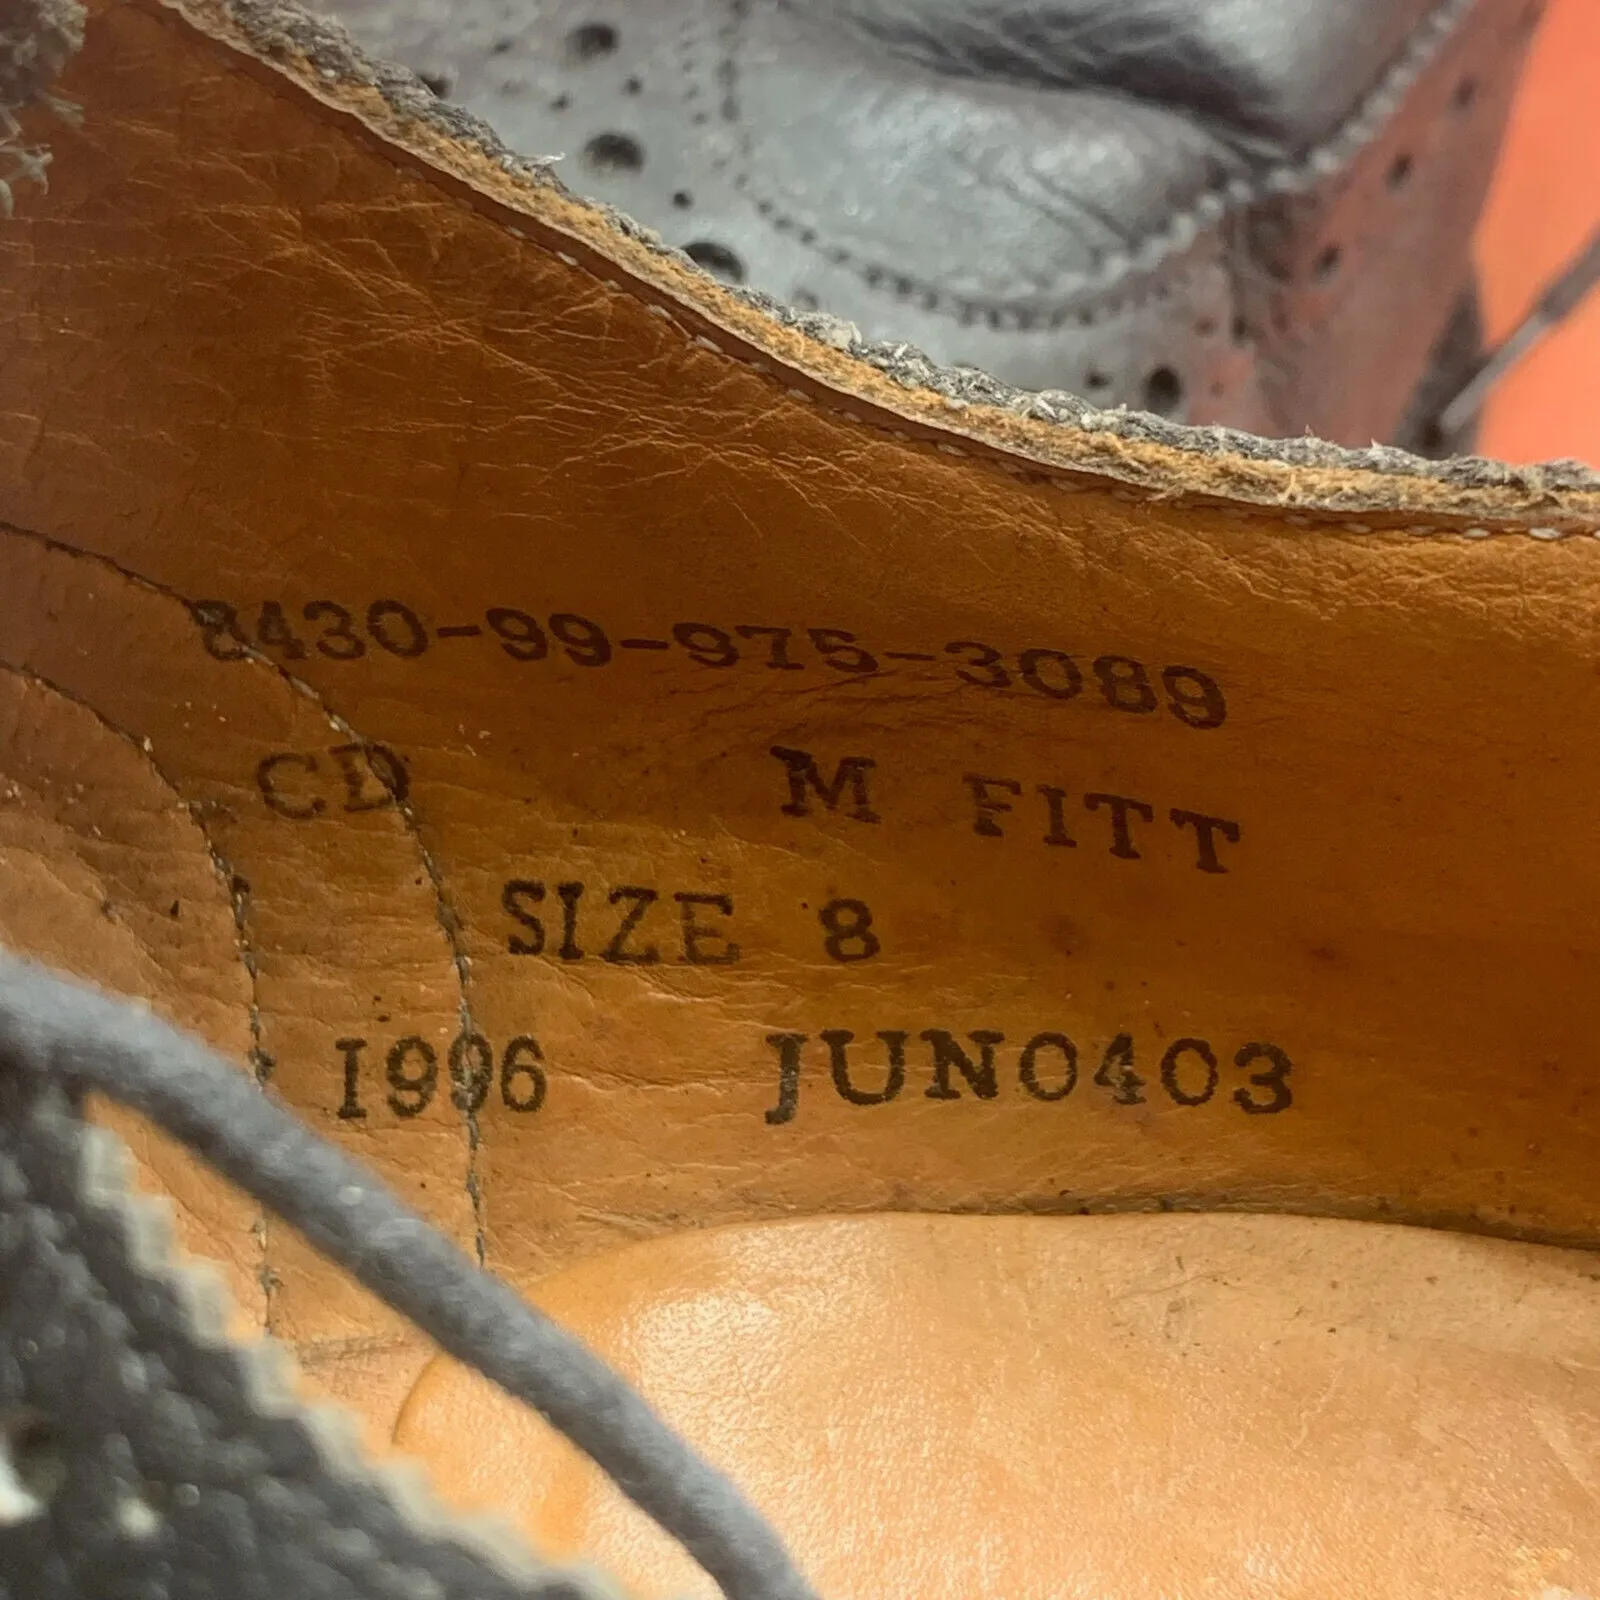 8430-99-975-3089
CD M FITT
SIZE 8
1996 JUN0403